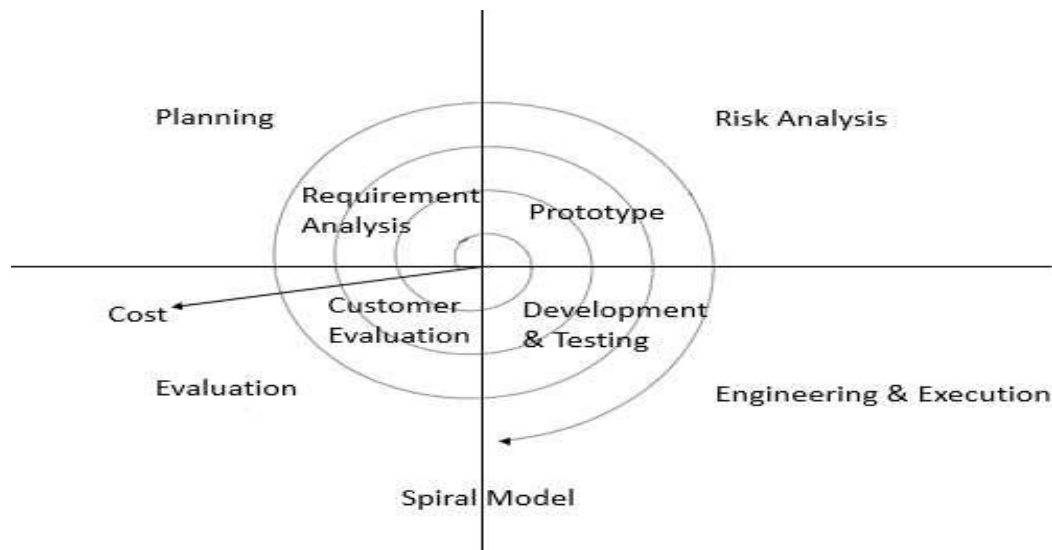 Planning
Risk Analysis
Requirement
Analysis
Prototype
Cost
Customer
Evaluation
Development
& Testing
Evaluation
Engineering & Execution
Spiral Model